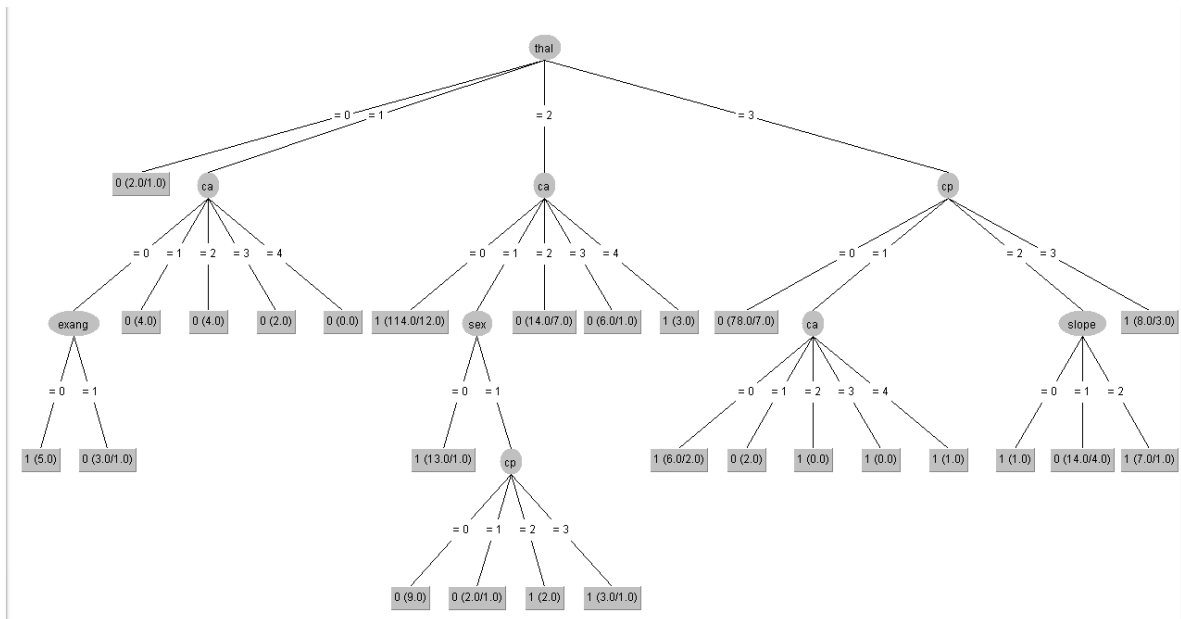 thal
= 0 = 1 = 2 = 3
0 (2.0/1.0) ca ca cp
= 0 = 1 = 2 = 3 = 4 = 0 = 1 = 2 = 3 = 4 = 0 = 1 = 2 = 3
exang 0 (4.0) 0 (4.0) 0 (2.0) 0 (0.0) 1 (114.0/12.0) sex 0 (14.0/7.0) 0 (6.0/1.0) 1 (3.0) 0 (78.0/7.0) ca slope 1 (8.0/3.0)
= 0 = 1 = 0 = 1 = 0 = 1 = 2 = 3 = 4 = 0 = 1 = 2
1 (5.0) 0 (3.0/1.0) 1 (13.0/1.0) cp 1 (6.0/2.0) 0 (2.0) 1 (0.0) 1 (0.0) 1 (1.0) 1 (1.0) 0 (14.0/4.0) 1 (7.0/1.0)
= 0 = 1 = 2 = 3
0 (9.0) 0 (2.0/1.0) 1 (2.0) 1 (3.0/1.0)